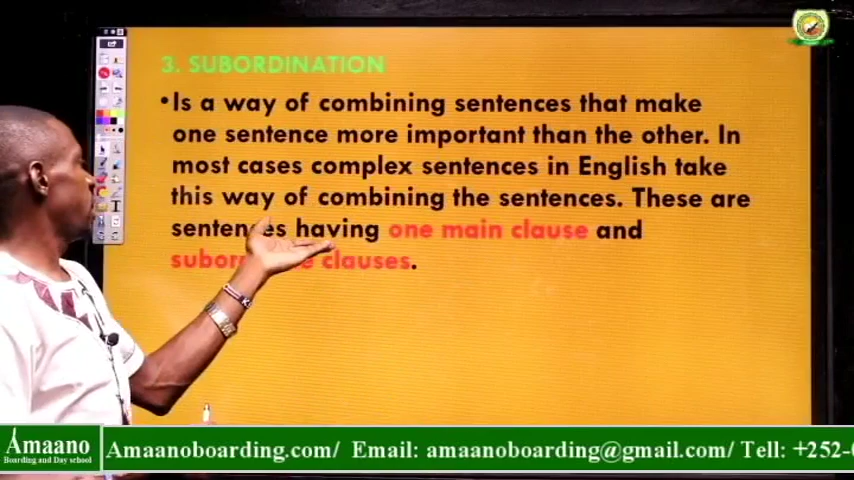 3. SUBORDINATION
•Is a way of combining sentences that make
one sentence more important than the other. In
most cases complex sentences in English take
this way of combining the sentences. These are
sentences having one main clause and
clauses.
Amaano
Boarding and Day school
Amaanoboarding.com/ Email: amaanoboarding@gmail.com/ Tell: +252-